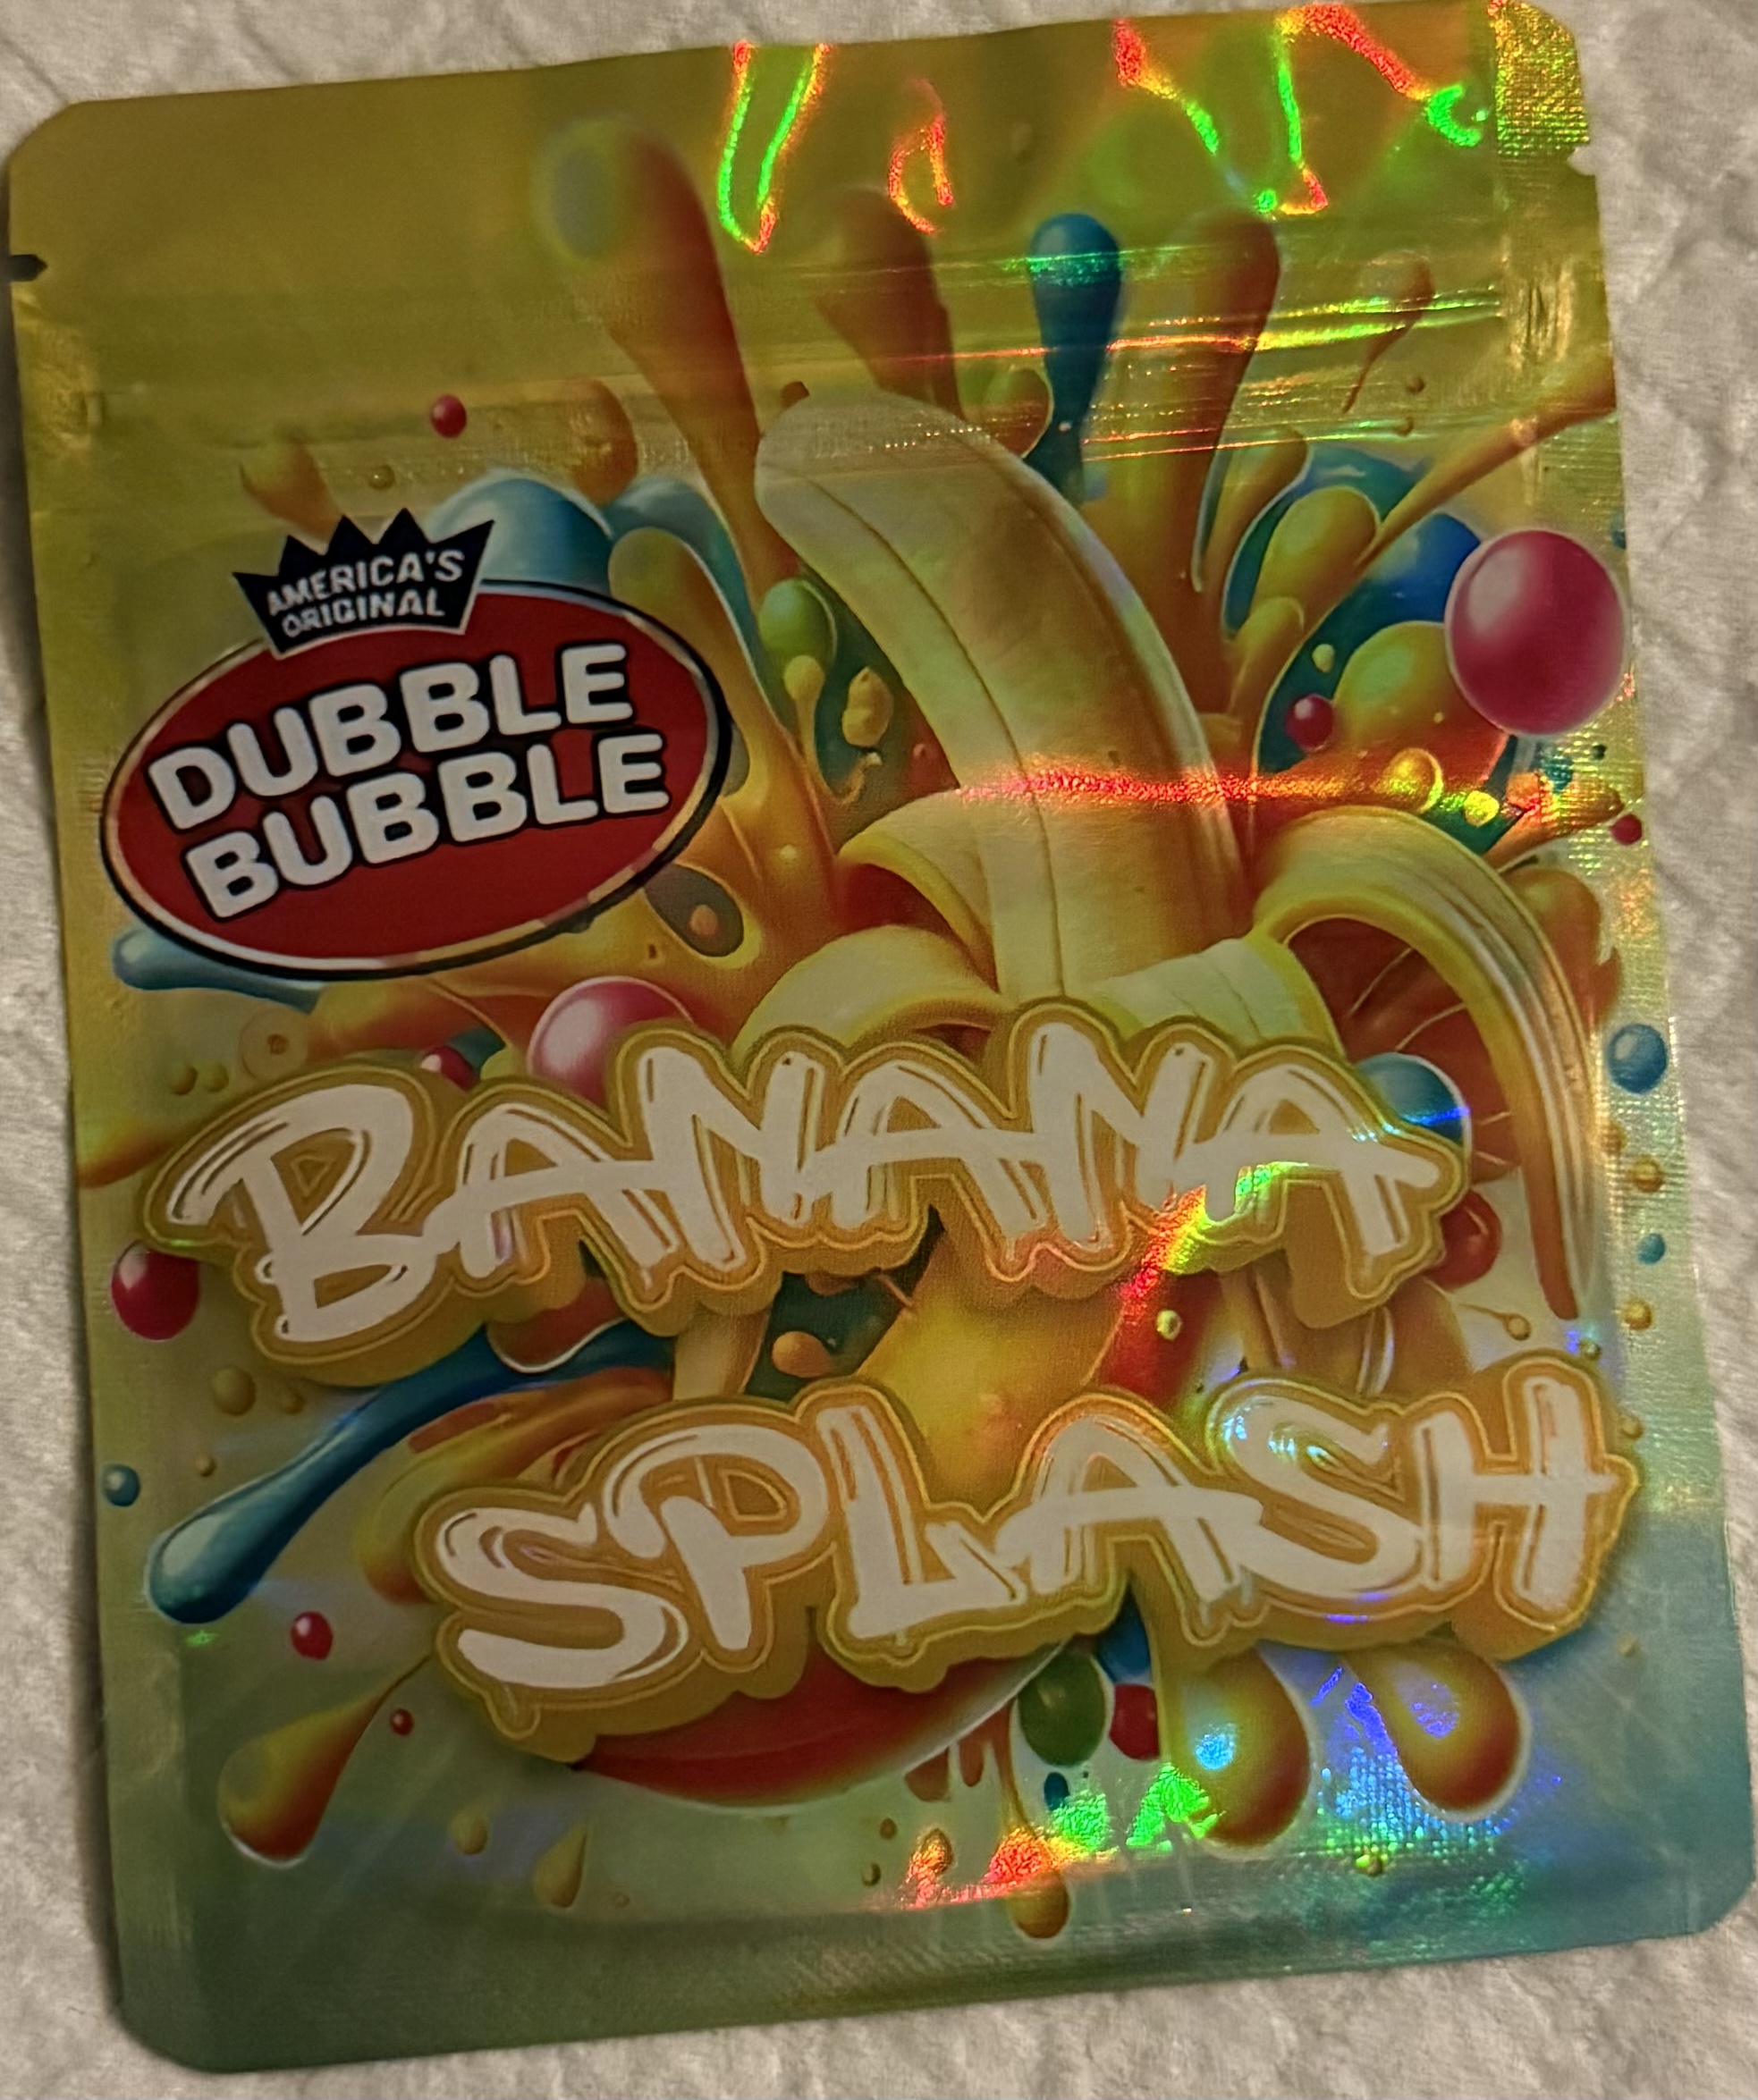 AMERICA'S
ORIGINAL
DUBBLE
BUBBLE
BANANA
SPLASH